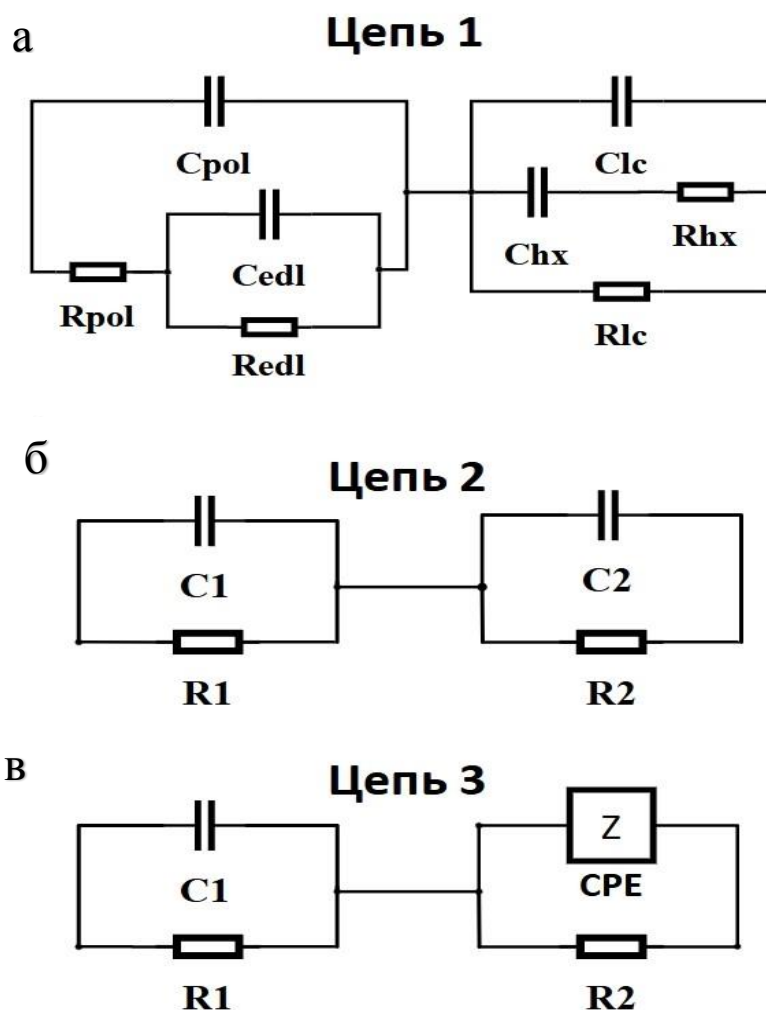 а
Цепь 1
Cpol
Clc
Cedl
Chx
Rhx
Rpol
Redl
Rlc
б
Цепь 2
C1
C2
R1
R2
в
Цепь 3
C1
Z
CPE
R1
R2